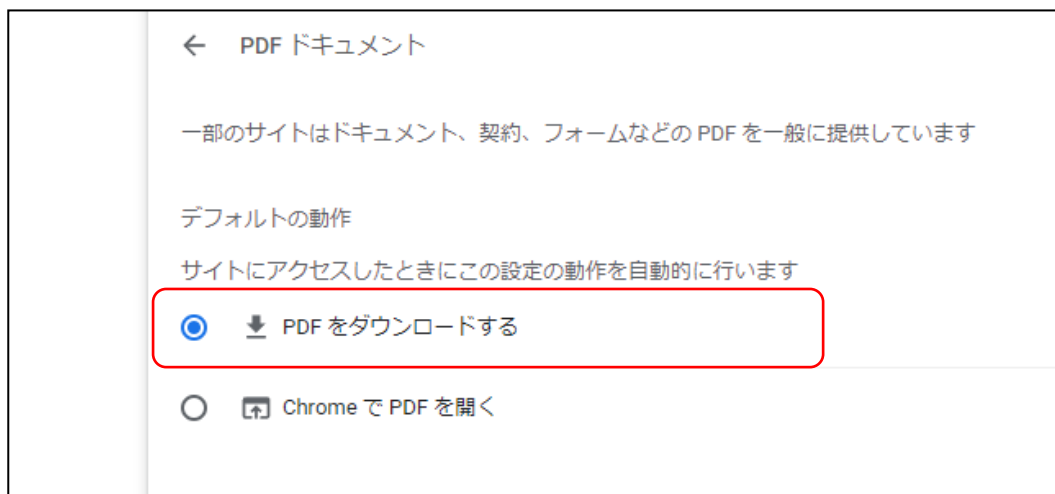 PDF ドキュメント
一部のサイトはドキュメント、契約、フォームなどの PDF を一般に提供しています
デフォルトの動作
サイトにアクセスしたときにこの設定の動作を自動的に行います
PDF をダウンロードする
Chrome で PDF を開く